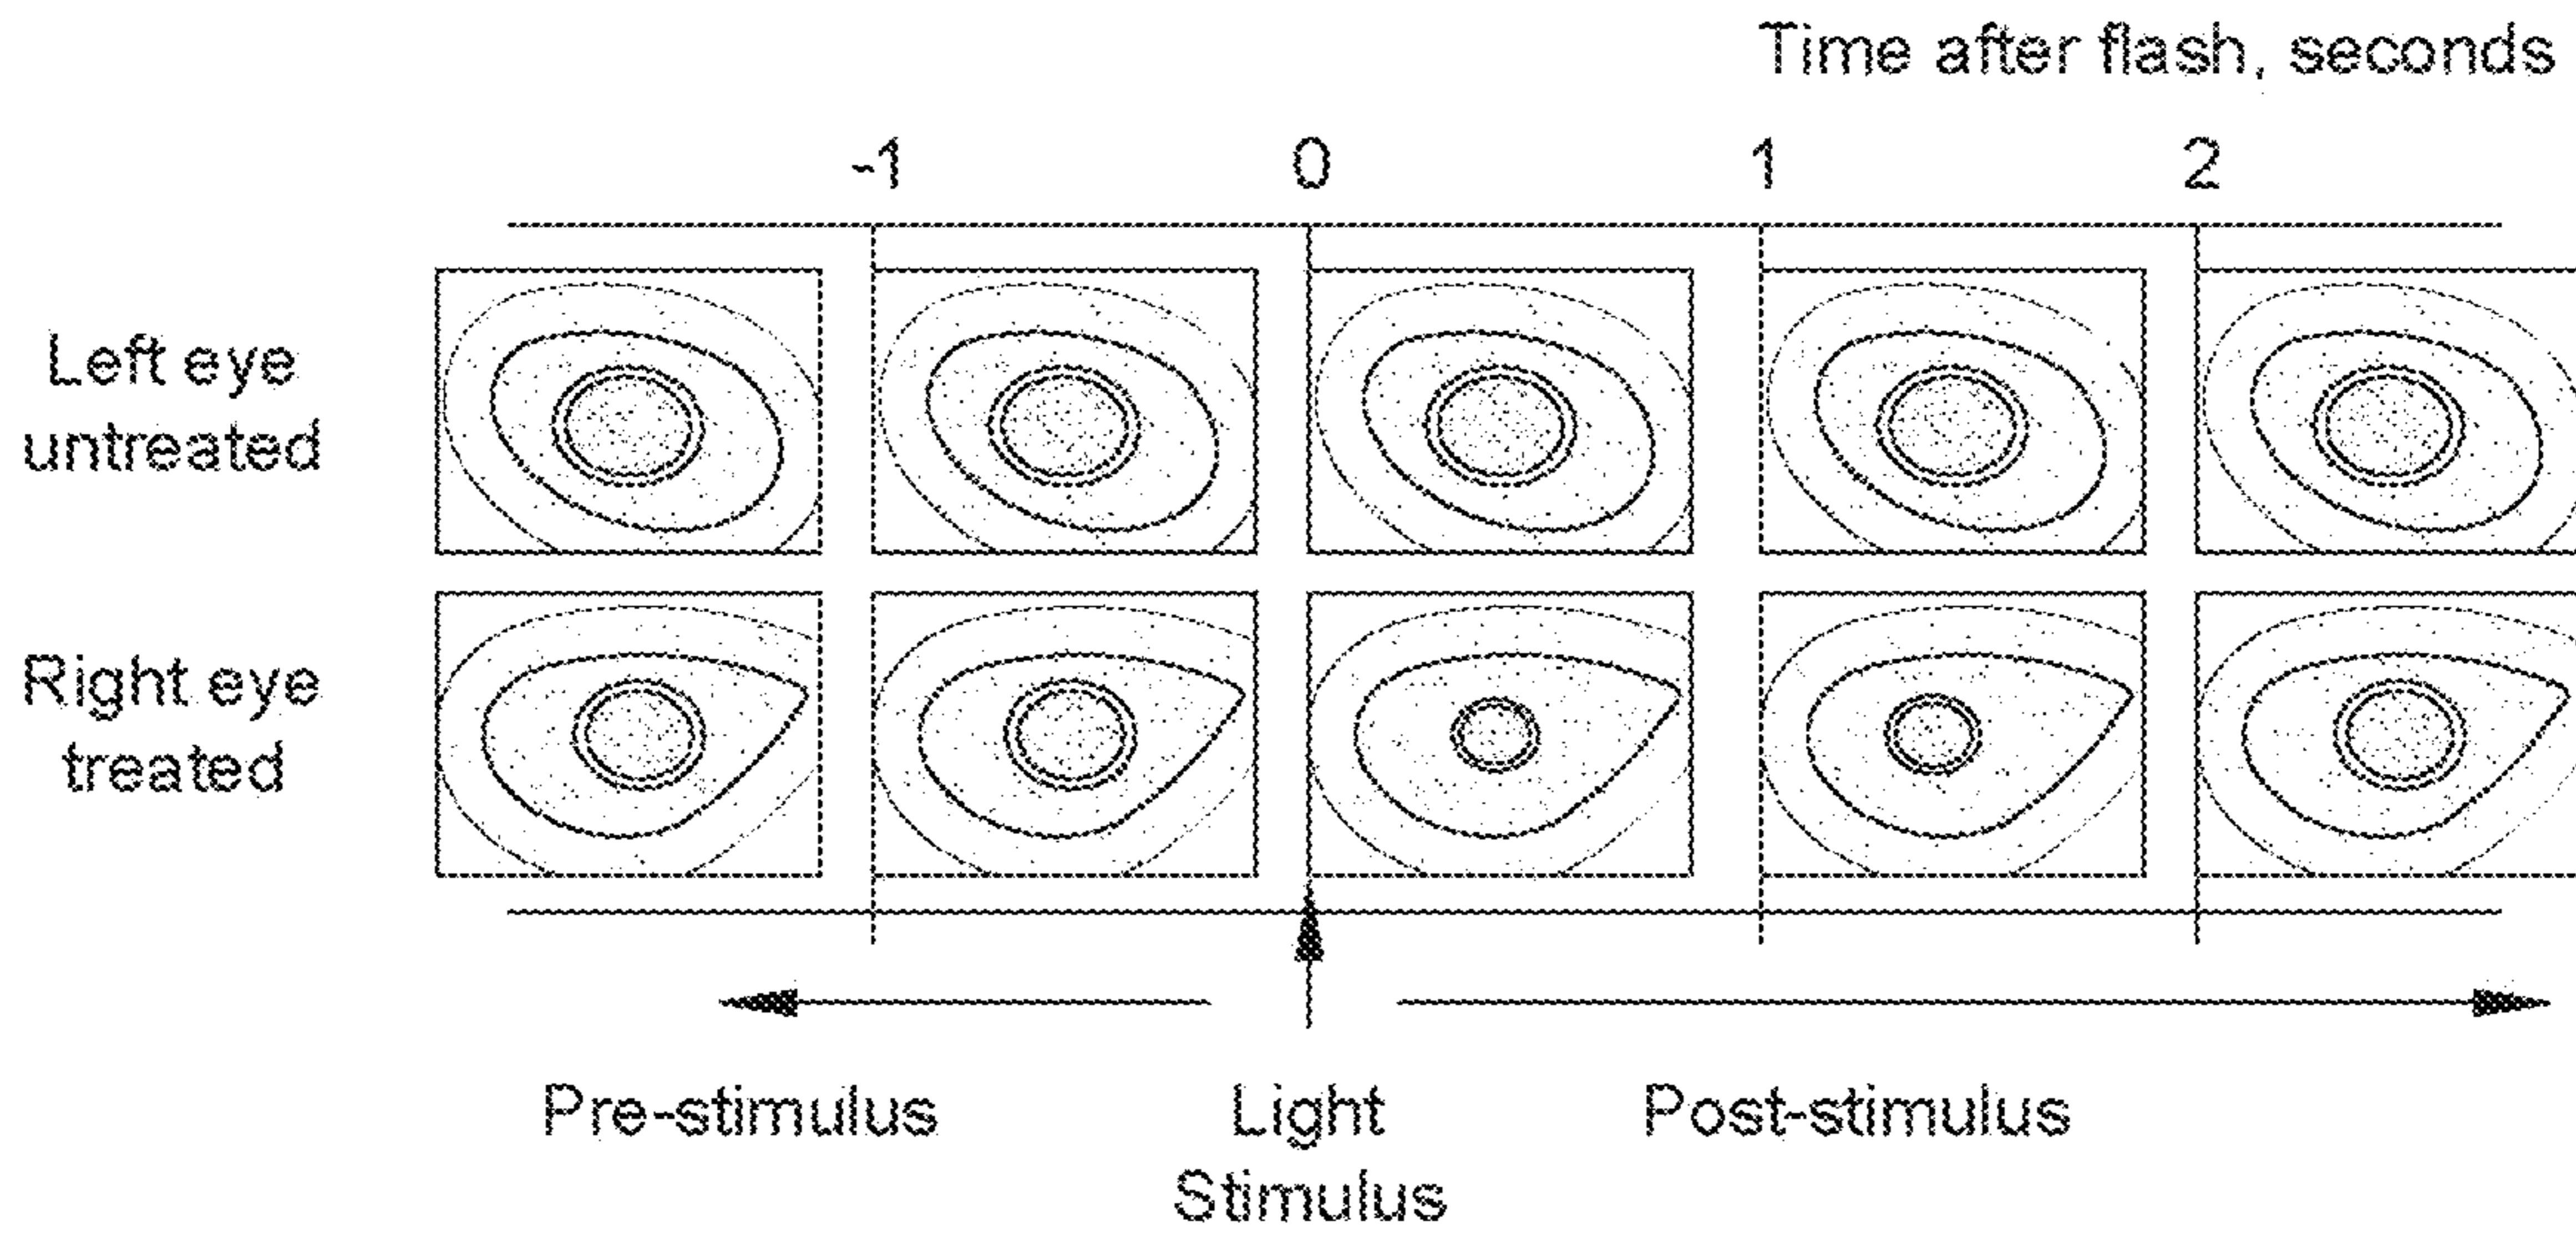 Time after flash, seconds
-1 0 1 2
Left eye
untreated
Right eye
treated
Pre-stimulus
Light
Stimulus
Post-stimulus